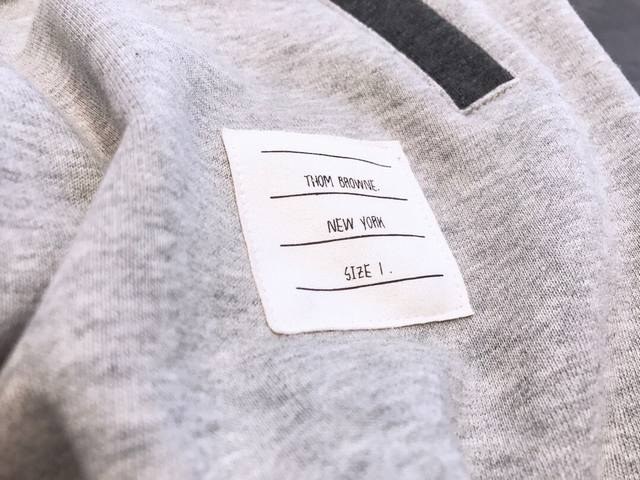 THOM BROWNE.
NEW YORK
SIZE 1.